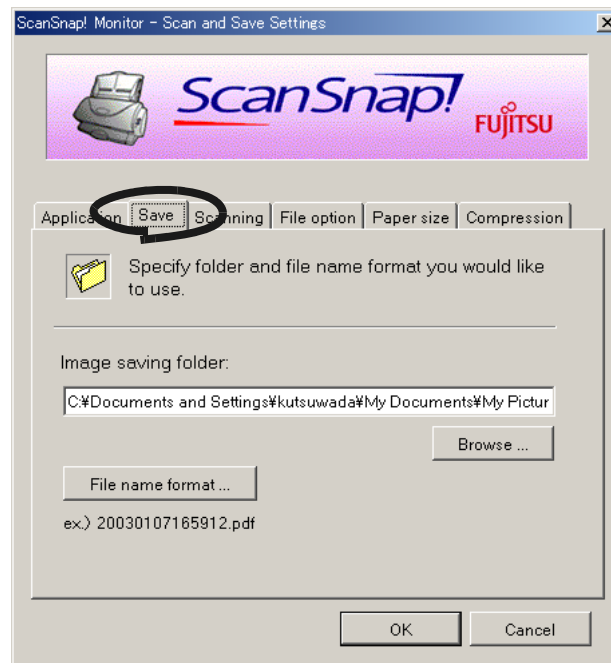 ScanSnap! Monitor - Scan and Save Settings
ScanSnap!
FUJITSU
Application Save Scanning File option Paper size Compression
Specify folder and file name format you would like
to use.
Image saving folder:
C:¥Documents and Settings¥kutsuwada¥My Documents¥My Pictur
Browse ...
File name format ...
ex.) 20030107165912.pdf
OK Cancel